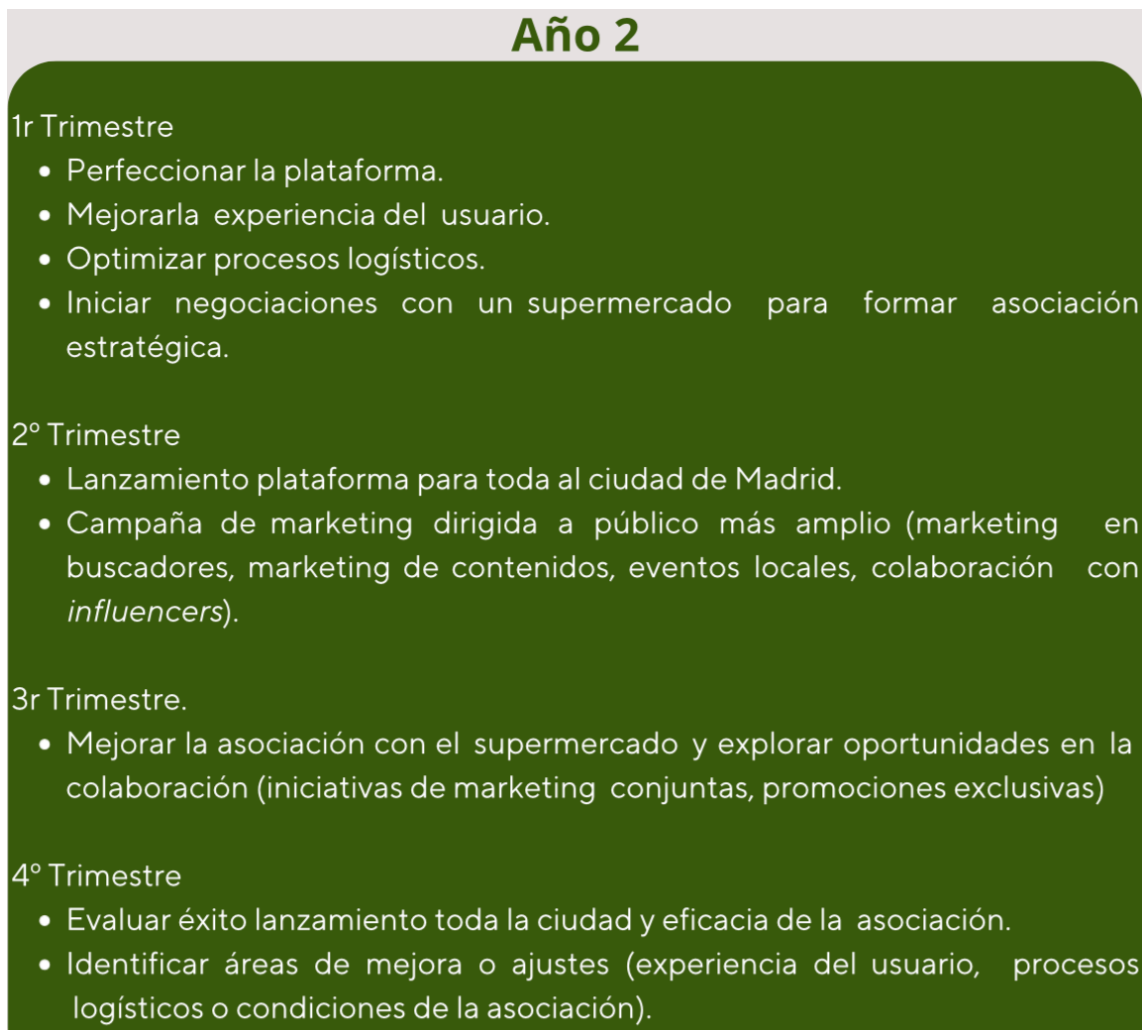 Año 2
1r Trimestre
• Perfeccionar la plataforma.
• Mejorarla experiencia del usuario.
• Optimizar procesos logísticos.
• Iniciar negociaciones con un supermercado para formar asociación
estratégica.
2º Trimestre
• Lanzamiento plataforma para toda al ciudad de Madrid.
• Campaña de marketing dirigida a público más amplio (marketing en
buscadores, marketing de contenidos, eventos locales, colaboración con
influencers).
3r Trimestre.
• Mejorar la asociación con el supermercado y explorar oportunidades en la
colaboración (iniciativas de marketing conjuntas, promociones exclusivas)
4º Trimestre
• Evaluar éxito lanzamiento toda la ciudad y eficacia de la asociación.
• Identificar áreas de mejora o ajustes (experiencia del usuario, procesos
logísticos o condiciones de la asociación).